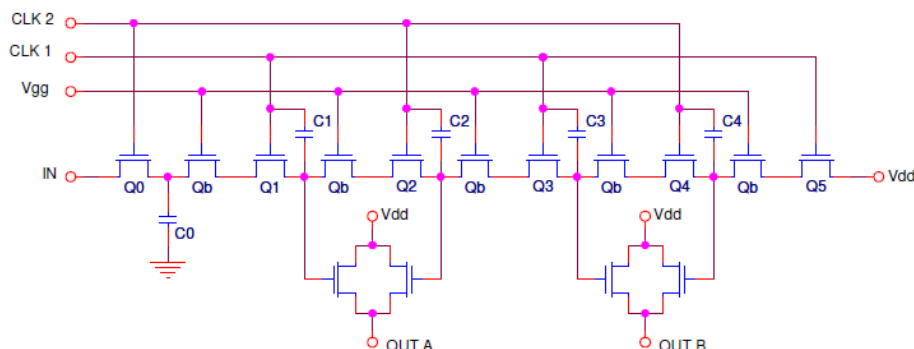 CLK 2
CLK 1
Vgg
C1 C2 C3 C4
IN Q0 Qb Q1 Qb Q2 Qb Q3 Qb Q4 Qb Q5 Vdd
C0
Vdd Vdd
OUT A OUT B